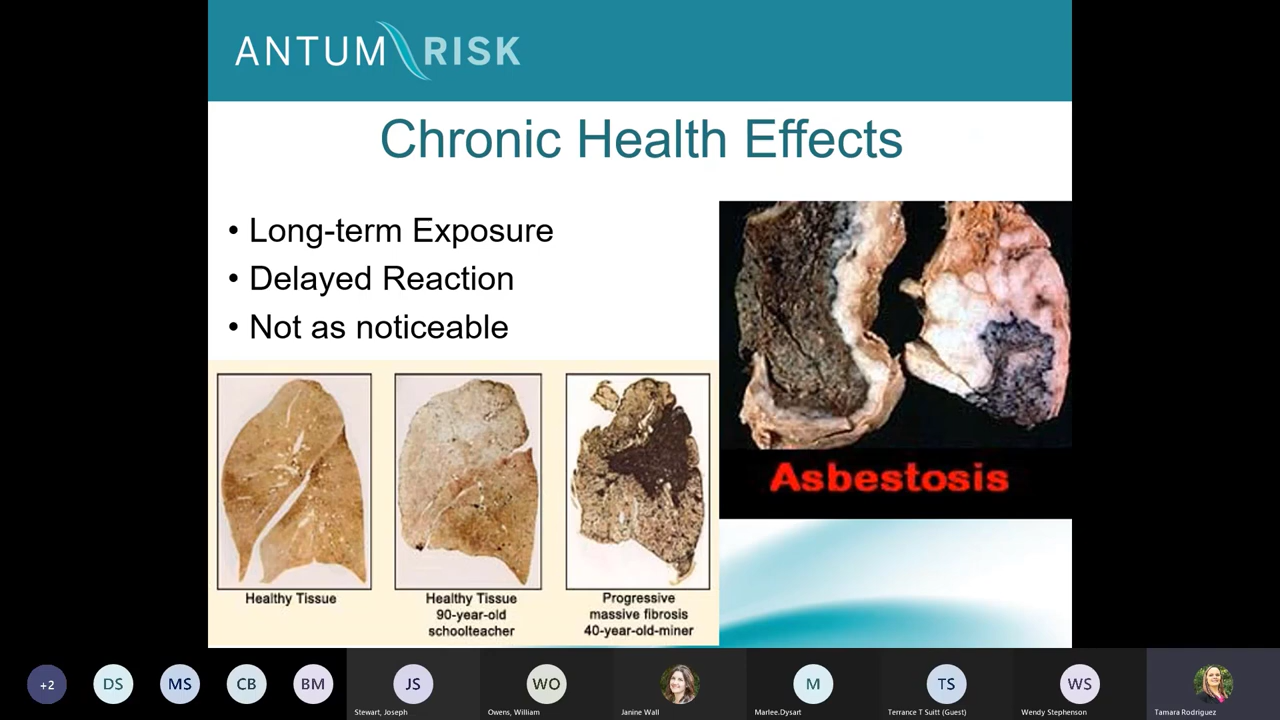 ANTUM RISK
Chronic Health Effects
• Long-term Exposure
• Delayed Reaction
• Not as noticeable
Asbestosis
Healthy Tissue
Healthy Tissue
90-year-old
schoolteacher
Progressive
massive fibrosis
40-year-old-miner
+2
DS
MS
CB
BM
JS
Stewart, Joseph
WO
Owens, William
Janine Wall
M
Marlee.Dysart
TS
Terrance T Suitt (Guest)
WS
Wendy Stephenson
Tamara Rodriguez